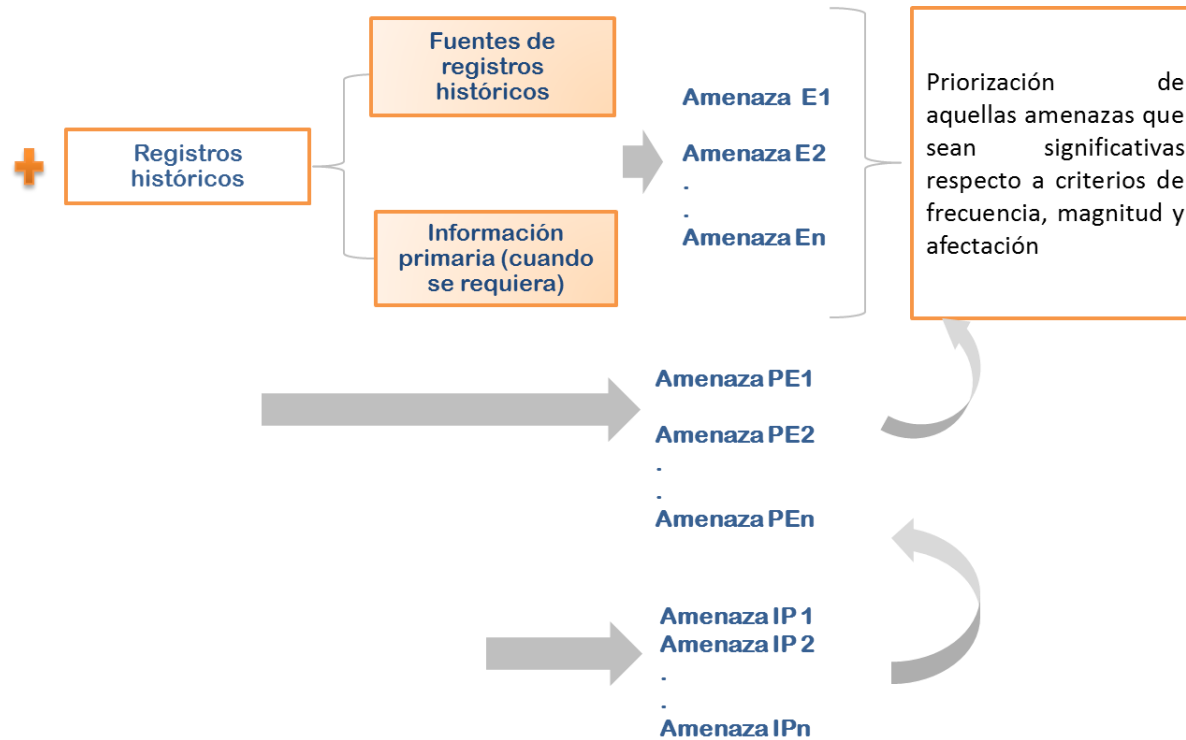 Registros
históricos
Fuentes de
registros
históricos
Información
primaria (cuando
se requiera)
Amenaza E1
Amenaza E2
.
.
Amenaza En
Priorización de
aquellas amenazas que
sean significativas
respecto a criterios de
frecuencia, magnitud y
afectación
Amenaza PE1
Amenaza PE2
.
.
Amenaza PEn
Amenaza IP 1
Amenaza IP 2
.
.
Amenaza IPn